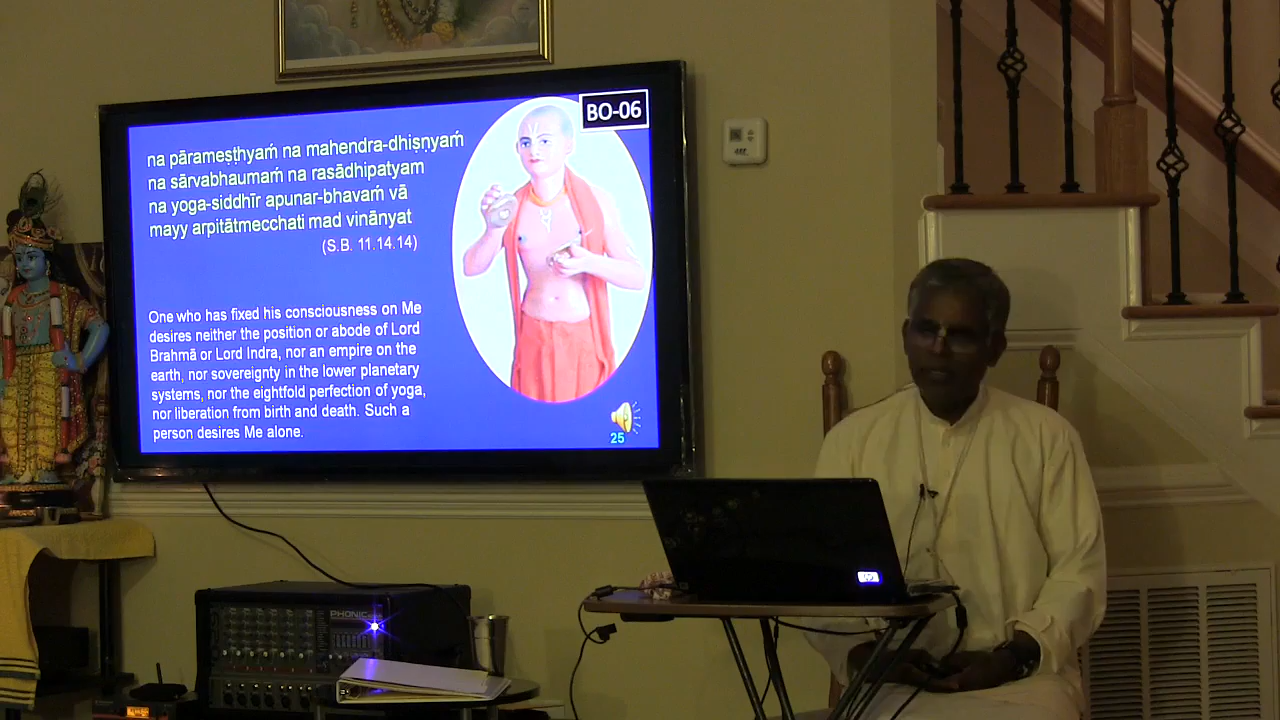 BO-06
na pārameṣṭhyaṁ na mahendra-dhiṣṇyaṁ
na sārvabhaumaṁ na rasādhipatyam
na yoga-siddhīr apunar-bhavaṁ vā
mayy arpitātmecchati mad vinānyat
(S.B. 11.14.14)
One who has fixed his consciousness on Me
desires neither the position or abode of Lord
Brahmā or Lord Indra, nor an empire on the
earth, nor sovereignty in the lower planetary
systems, nor the eightfold perfection of yoga,
nor liberation from birth and death. Such a
person desires Me alone.
25
PHONIC
hp